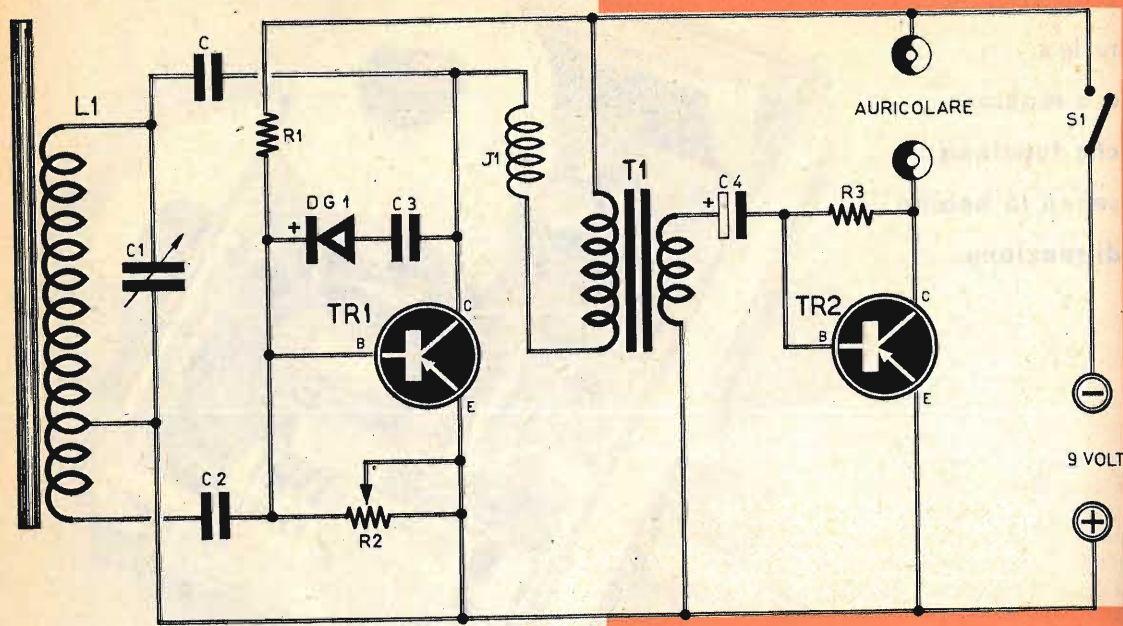 C
L1
R1
AURICOLARE
S1
J1
T1
DG1
C3
+
C4
+
R3
C1
TR1
C
B
E
TR2
C
B
E
−
9 VOLT
+
C2
R2